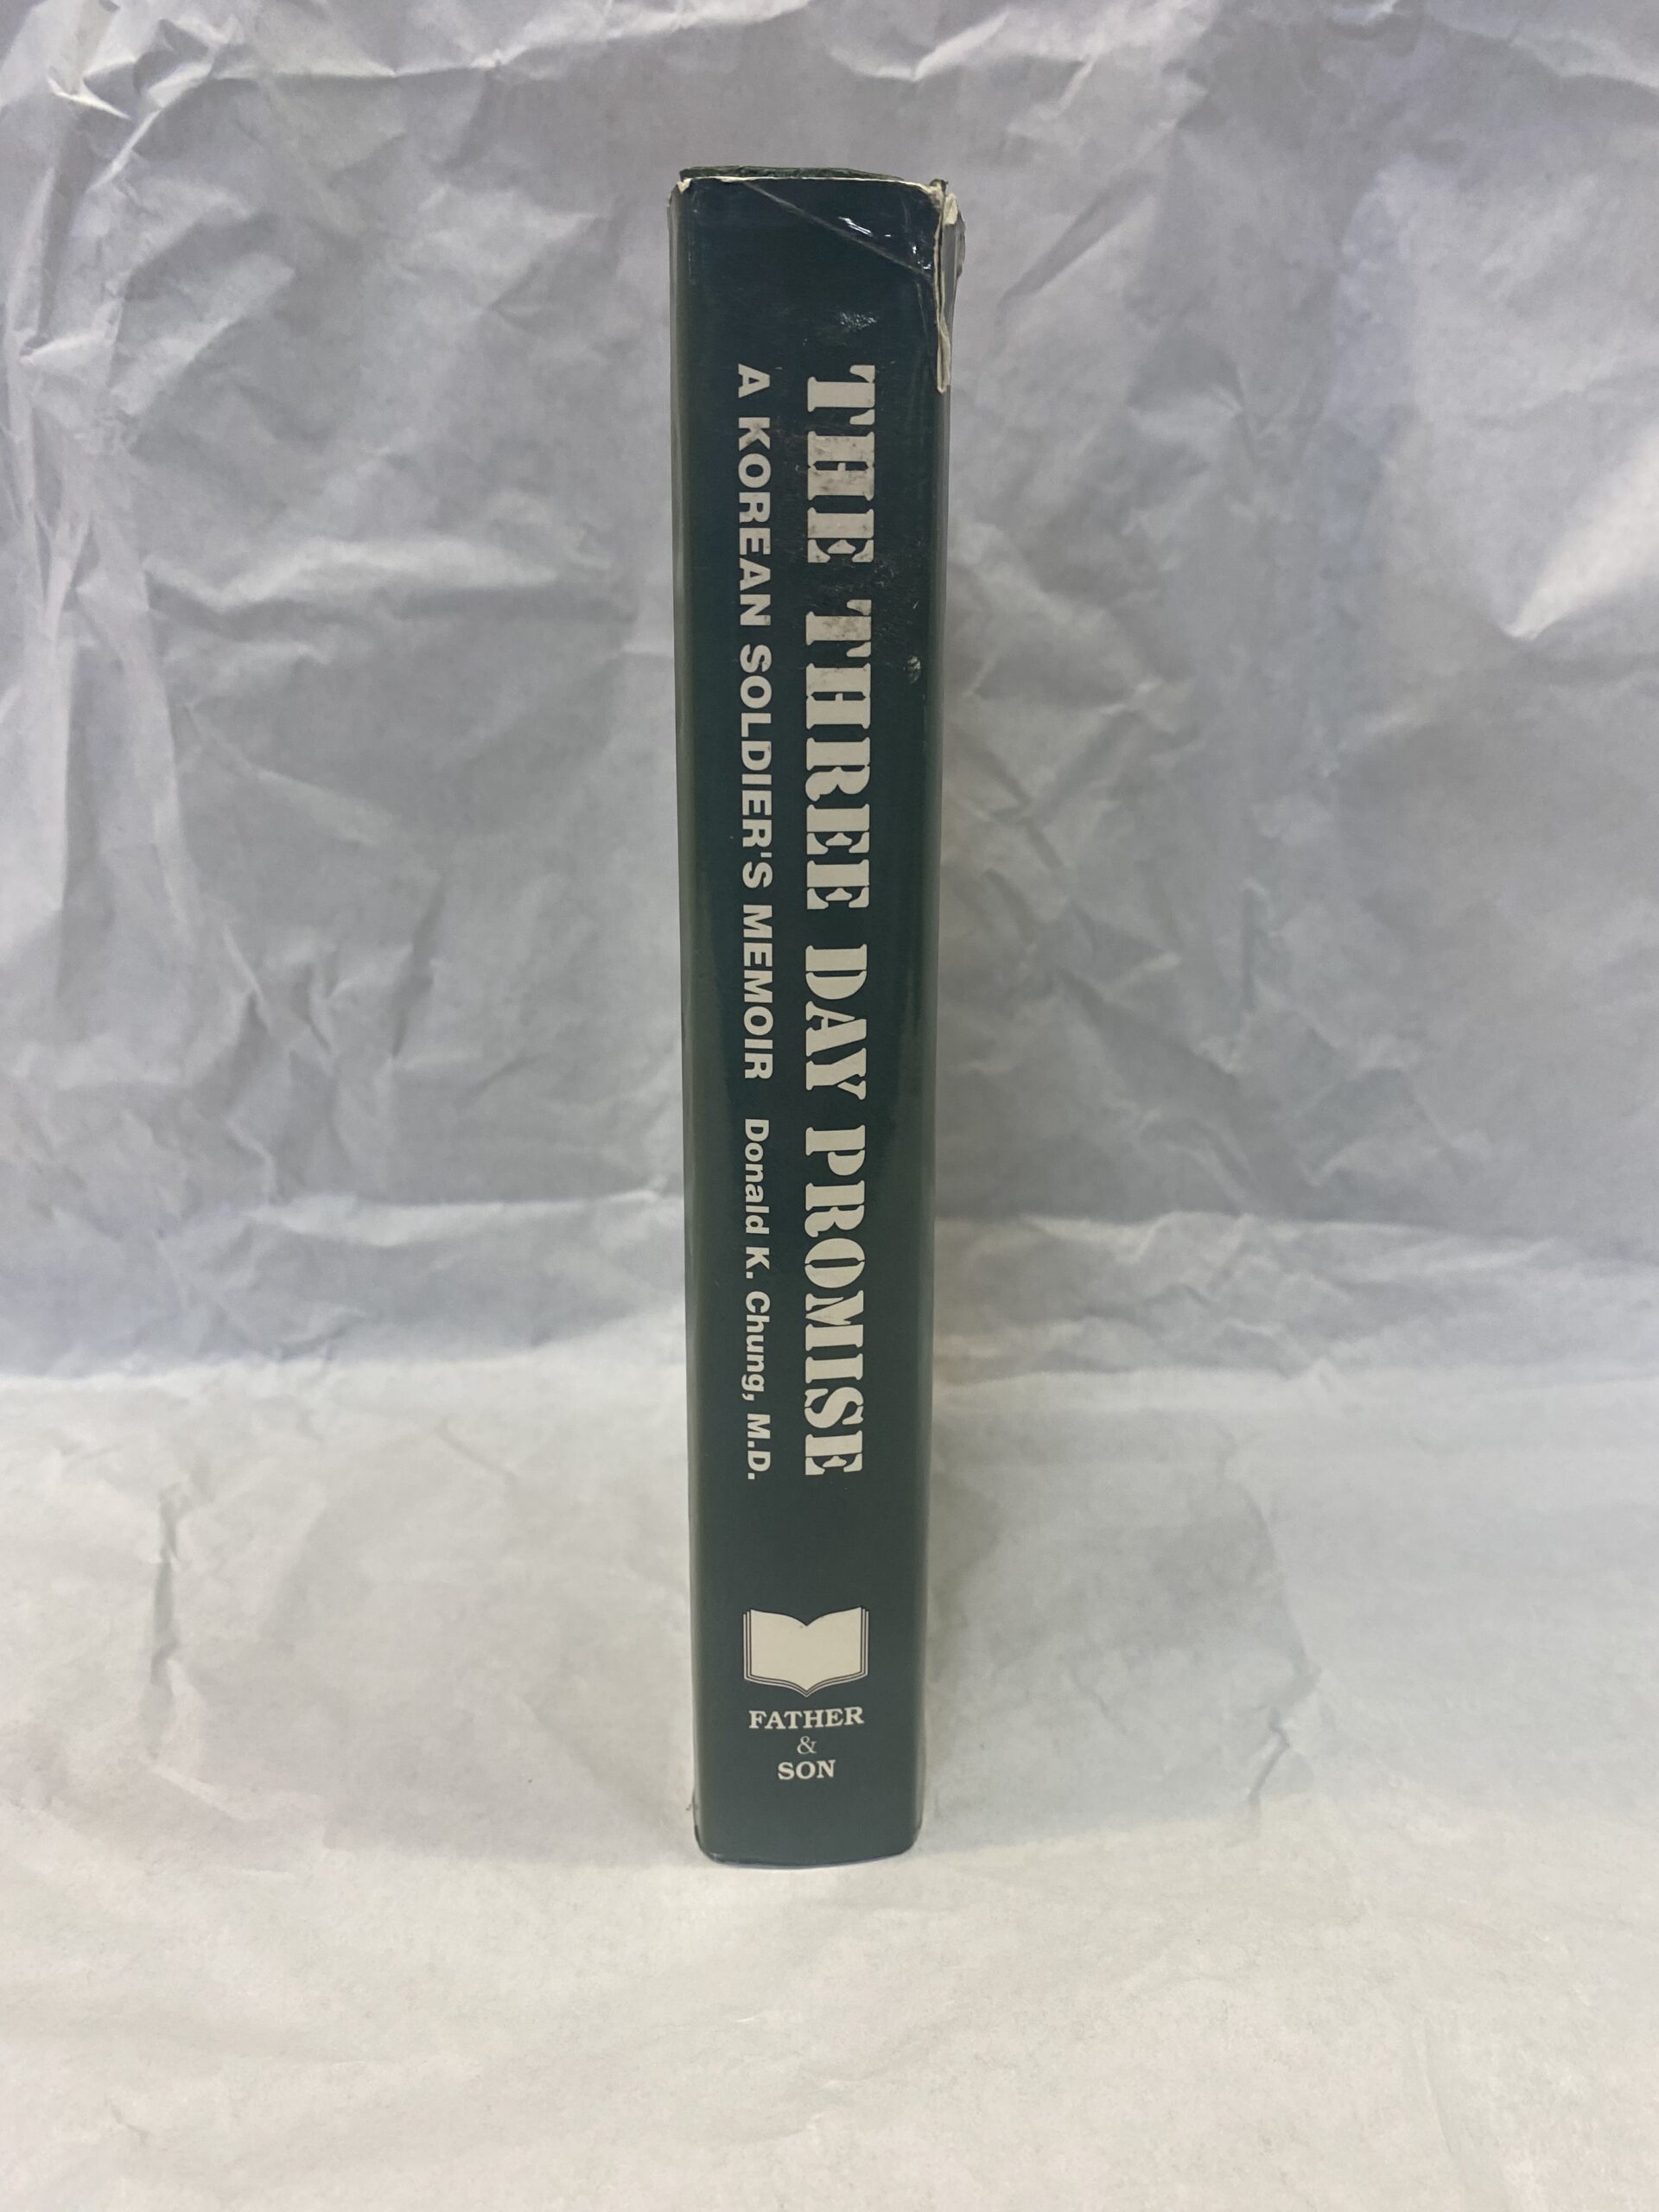 THE THREE DAY PROMISE
A KOREAN SOLDIER'S MEMOIR Donald K. Chung, M.D.
FATHER
&
SON